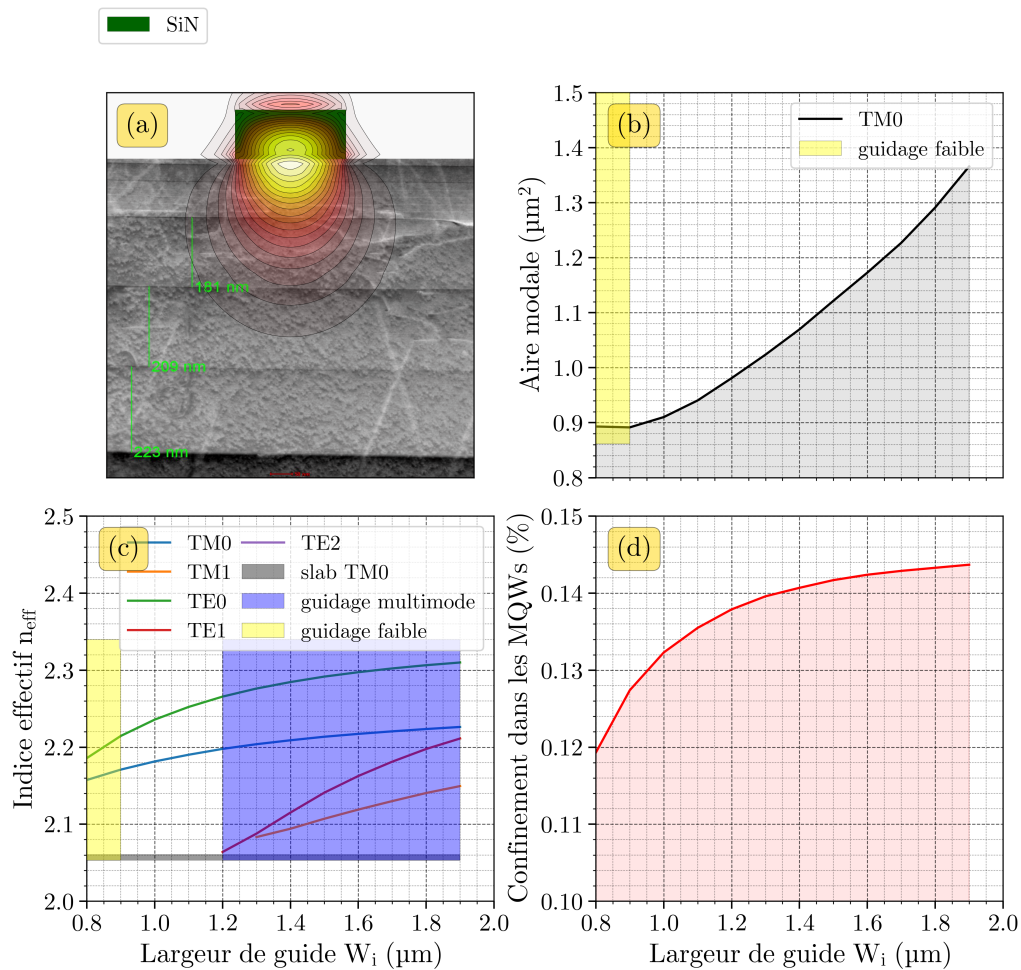 SiN
(a)
181 nm
209 nm
223 nm
(b)
TM0
guidage faible
Aire modale (µm²)
1.5
1.4
1.3
1.2
1.1
1.0
0.9
0.8
(c)
TM0
TM1
TE0
TE1
TE2
slab TM0
guidage multimode
guidage faible
Indice effectif n_eff
2.5
2.4
2.3
2.2
2.1
2.0
0.8 1.0 1.2 1.4 1.6 1.8 2.0
Largeur de guide W_i (µm)
(d)
Confinement dans les MQWs (%)
0.15
0.14
0.13
0.12
0.11
0.10
0.8 1.0 1.2 1.4 1.6 1.8 2.0
Largeur de guide W_i (µm)